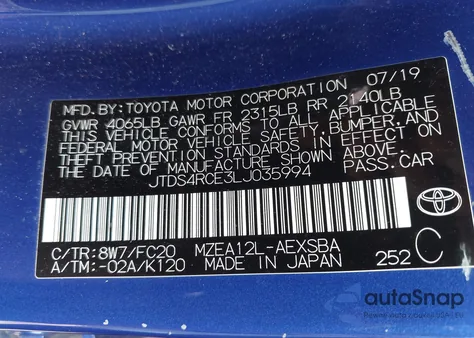 MFD. BY: TOYOTA MOTOR CORPORATION 07/19
GVWR 4065LB GAWR FR 2315LB RR 2140LB
THIS VEHICLE CONFORMS TO ALL APPLICABLE
FEDERAL MOTOR VEHICLE SAFETY, BUMPER, AND
THEFT PREVENTION STANDARDS IN EFFECT ON
THE DATE OF MANUFACTURE SHOWN ABOVE.
JTDS4RCE3LJ035994 PASS.CAR
C/TR: 8W7/FC20 MZEA12L-AEXSBA
A/TM: -02A/K120 MADE IN JAPAN 252 C
TOYOTA
autoSnap